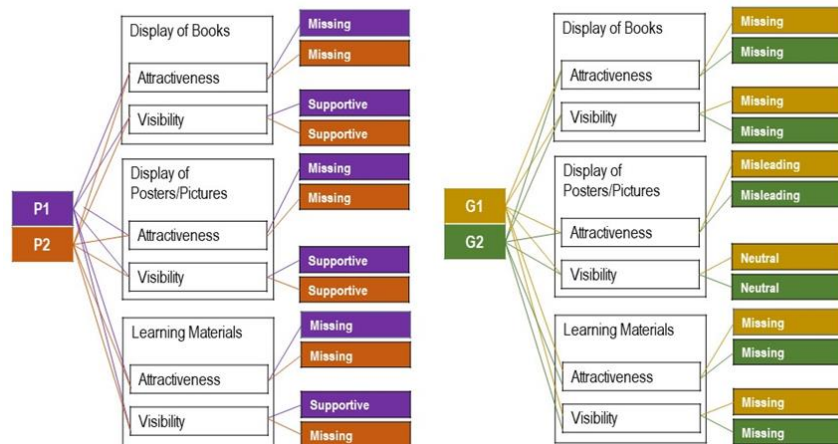 Display of Books
Attractiveness
Visibility
Missing
Missing
Supportive
Supportive
P1
P2
Display of
Posters/Pictures
Attractiveness
Visibility
Missing
Missing
Supportive
Supportive
Learning Materials
Attractiveness
Visibility
Missing
Missing
Supportive
Missing
Display of Books
Attractiveness
Visibility
Missing
Missing
Missing
Missing
G1
G2
Display of
Posters/Pictures
Attractiveness
Visibility
Misleading
Misleading
Neutral
Neutral
Learning Materials
Attractiveness
Visibility
Missing
Missing
Missing
Missing